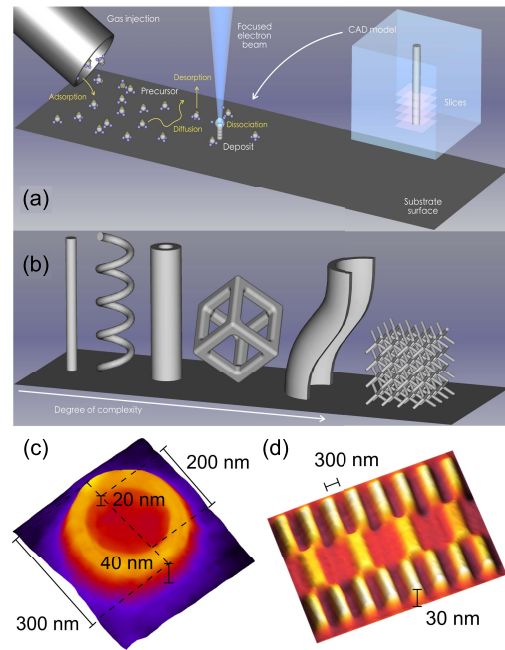 Gas injection
Focused
electron
beam
CAD model
Desorption
Precursor
Adsorption
Slices
Diffusion
Dissociation
Deposit
Substrate
surface
(a)
(b)
Degree of complexity
(c)
200 nm
20 nm
40 nm
300 nm
(d)
300 nm
30 nm